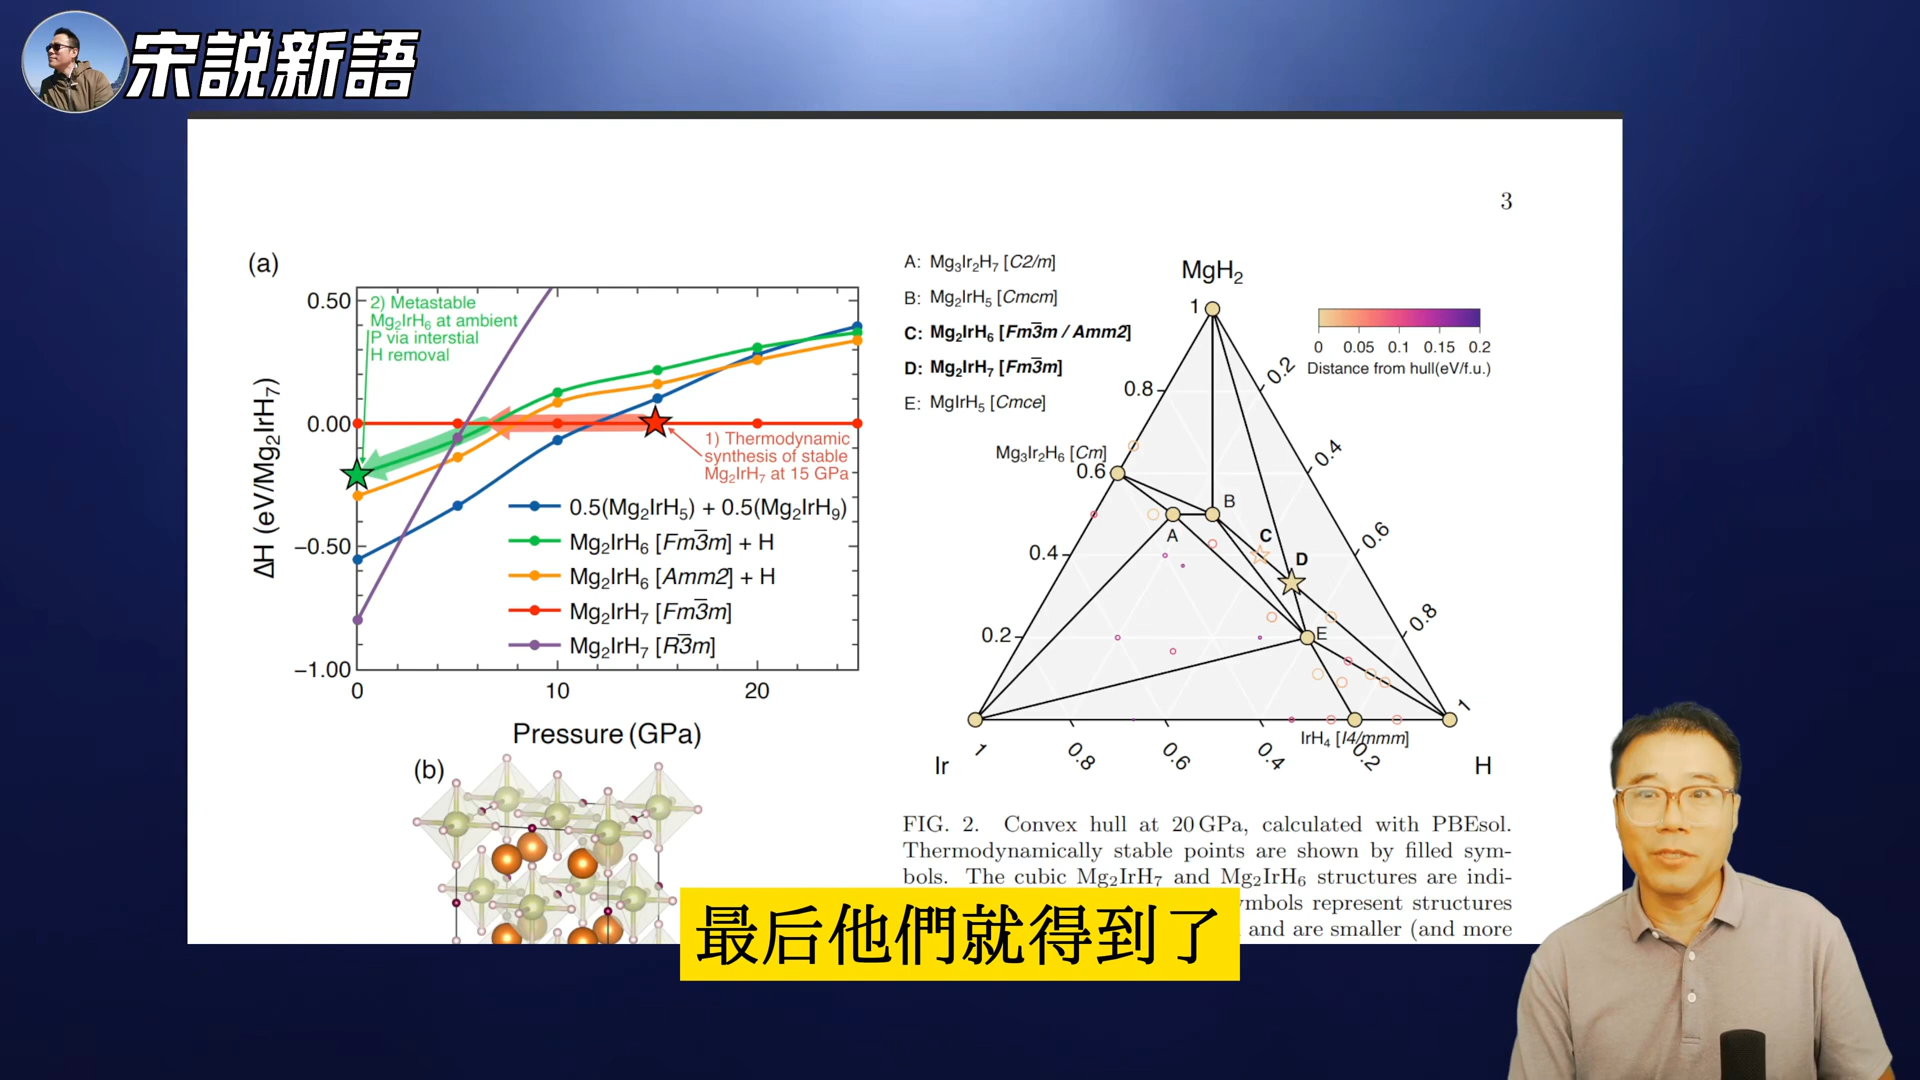 宋説新語
3
(a)
0.50
0.00
−0.50
−1.00
ΔH (eV/Mg₂IrH₇)
2) Metastable
Mg₂IrH₆ at ambient
P via interstial
H removal
1) Thermodynamic
synthesis of stable
Mg₂IrH₇ at 15 GPa
0.5(Mg₂IrH₅) + 0.5(Mg₂IrH₉)
Mg₂IrH₆ [Fm3̅m] + H
Mg₂IrH₆ [Amm2] + H
Mg₂IrH₇ [Fm3̅m]
Mg₂IrH₇ [R3̅m]
0 10 20
Pressure (GPa)
(b)
A: Mg₃Ir₂H₇ [C2/m]
B: Mg₂IrH₅ [Cmcm]
C: Mg₂IrH₆ [Fm3̅m / Amm2]
D: Mg₂IrH₇ [Fm3̅m]
E: MgIrH₅ [Cmce]
MgH₂
1
0.8
Mg₃Ir₂H₆ [Cm]
0.6
0.4
0.2
0.2
0.4
0.6
0.8
1
A
B
C
D
E
0 0.05 0.1 0.15 0.2
Distance from hull(eV/f.u.)
IrH₄ [I4/mmm]
1 0.8 0.6 0.4 0.2
Ir
H
FIG. 2. Convex hull at 20 GPa, calculated with PBEsol.
Thermodynamically stable points are shown by filled sym-
bols. The cubic Mg₂IrH₇ and Mg₂IrH₆ structures are indi-
ymbols represent structures
and are smaller (and more
最后他們就得到了